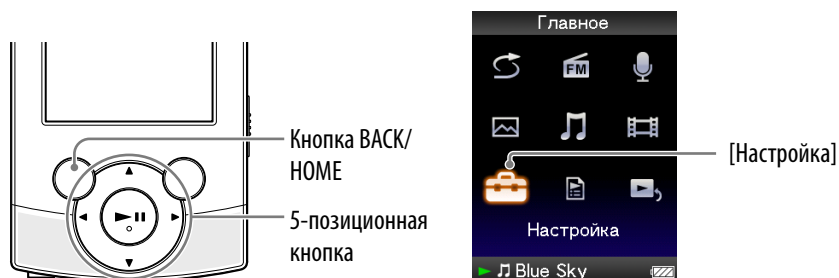 Кнопка BACK/
HOME
5-позиционная
кнопка
Главное
FM
Настройка
Blue Sky
[Настройка]